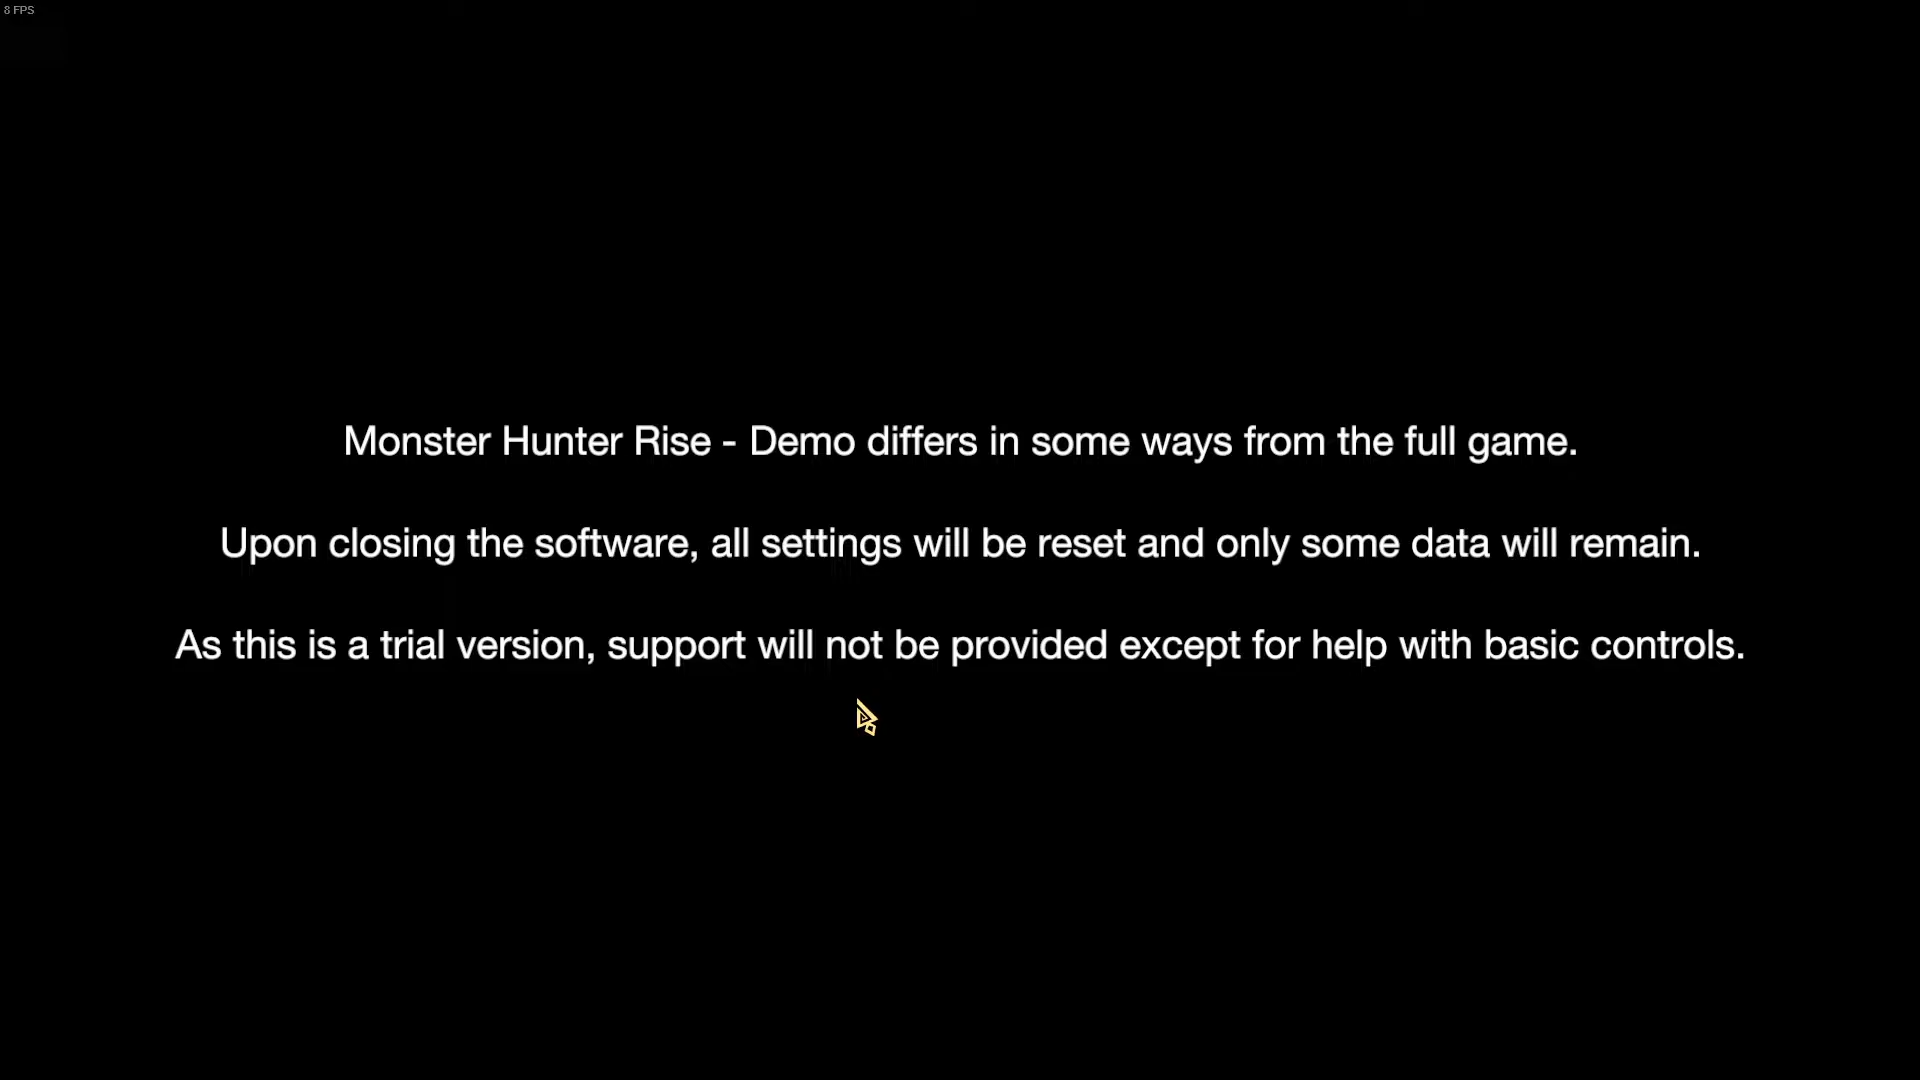 8 FPS
Monster Hunter Rise - Demo differs in some ways from the full game.
Upon closing the software, all settings will be reset and only some data will remain.
As this is a trial version, support will not be provided except for help with basic controls.